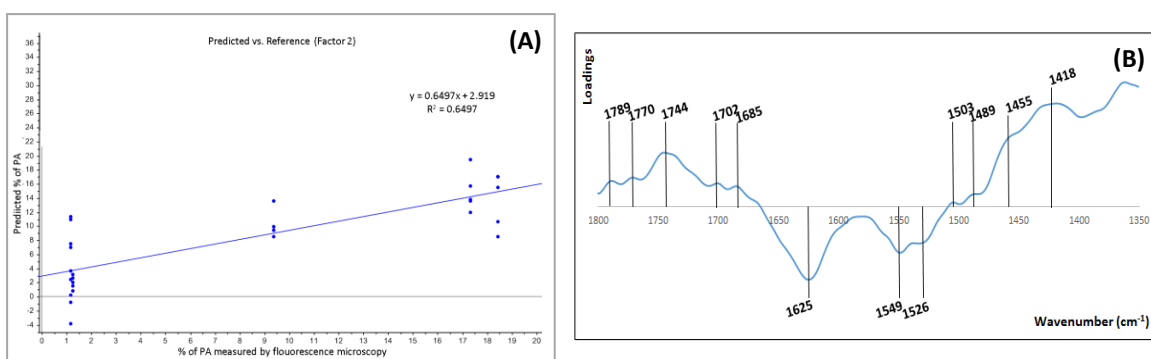 (A)
Predicted vs. Reference (Factor 2)
y = 0.6497x + 2.919
R² = 0.6497
Prediict ed % of PA
36
34
32
30
28
26
24
22
20
18
16
14
12
10
8
6
4
2
0
-2
-4
0 1 2 3 4 5 6 7 8 9 10 11 12 13 14 15 16 17 18 19 20
% of PA measured by flouorescence microscopy
(B)
Loadings
1789 1770 1744 1702 1685 1503 1489 1455 1418
1800 1750 1700 1650 1600 1550 1500 1450 1400 1350
1625 1549 1526
Wavenumber (cm-1)